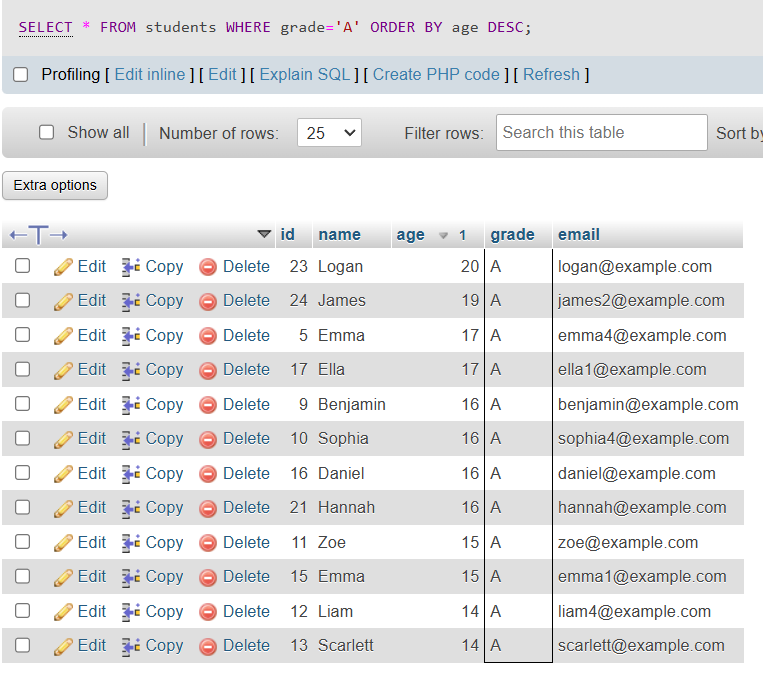 SELECT * FROM students WHERE grade='A' ORDER BY age DESC;
Profiling [ Edit inline ] [ Edit ] [ Explain SQL ] [ Create PHP code ] [ Refresh ]
Show all Number of rows: 25 Filter rows: Search this table Sort by
Extra options
id name age 1 grade email
Edit Copy Delete 23 Logan 20 A logan@example.com
Edit Copy Delete 24 James 19 A james2@example.com
Edit Copy Delete 5 Emma 17 A emma4@example.com
Edit Copy Delete 17 Ella 17 A ella1@example.com
Edit Copy Delete 9 Benjamin 16 A benjamin@example.com
Edit Copy Delete 10 Sophia 16 A sophia4@example.com
Edit Copy Delete 16 Daniel 16 A daniel@example.com
Edit Copy Delete 21 Hannah 16 A hannah@example.com
Edit Copy Delete 11 Zoe 15 A zoe@example.com
Edit Copy Delete 15 Emma 15 A emma1@example.com
Edit Copy Delete 12 Liam 14 A liam4@example.com
Edit Copy Delete 13 Scarlett 14 A scarlett@example.com